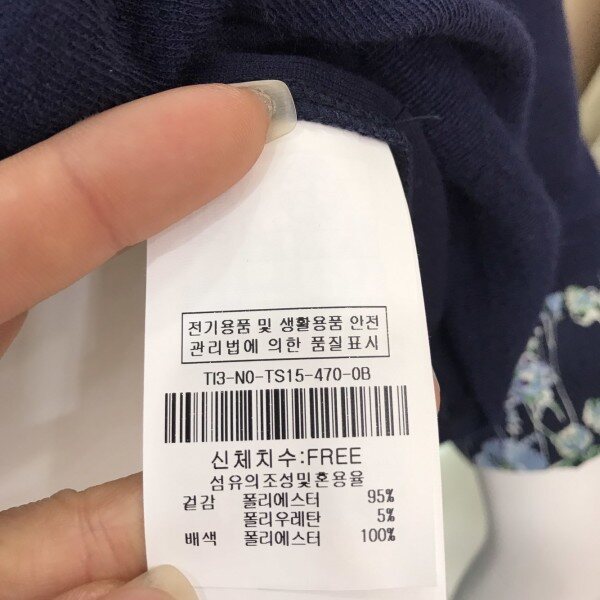 전기용품 및 생활용품 안전
관리법에 의한 품질표시
TI3-NO-TS15-470-0B
신체치수:FREE
섬유의조성및혼용율
겉감 폴리에스터 95%
폴리우레탄 5%
배색 폴리에스터 100%